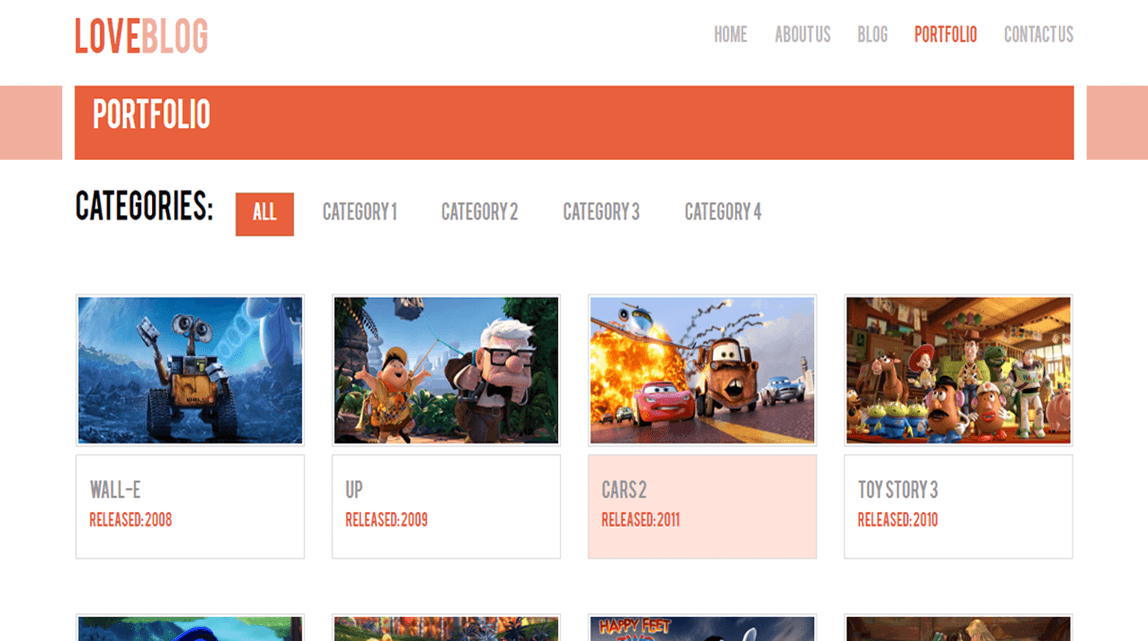 LOVEBLOG
HOME ABOUT US BLOG PORTFOLIO CONTACT US
PORTFOLIO
CATEGORIES: ALL CATEGORY 1 CATEGORY 2 CATEGORY 3 CATEGORY 4
WALL-E
RELEASED: 2008
UP
RELEASED: 2009
CARS 2
RELEASED: 2011
TOY STORY 3
RELEASED: 2010
HAPPY FEET
TWO